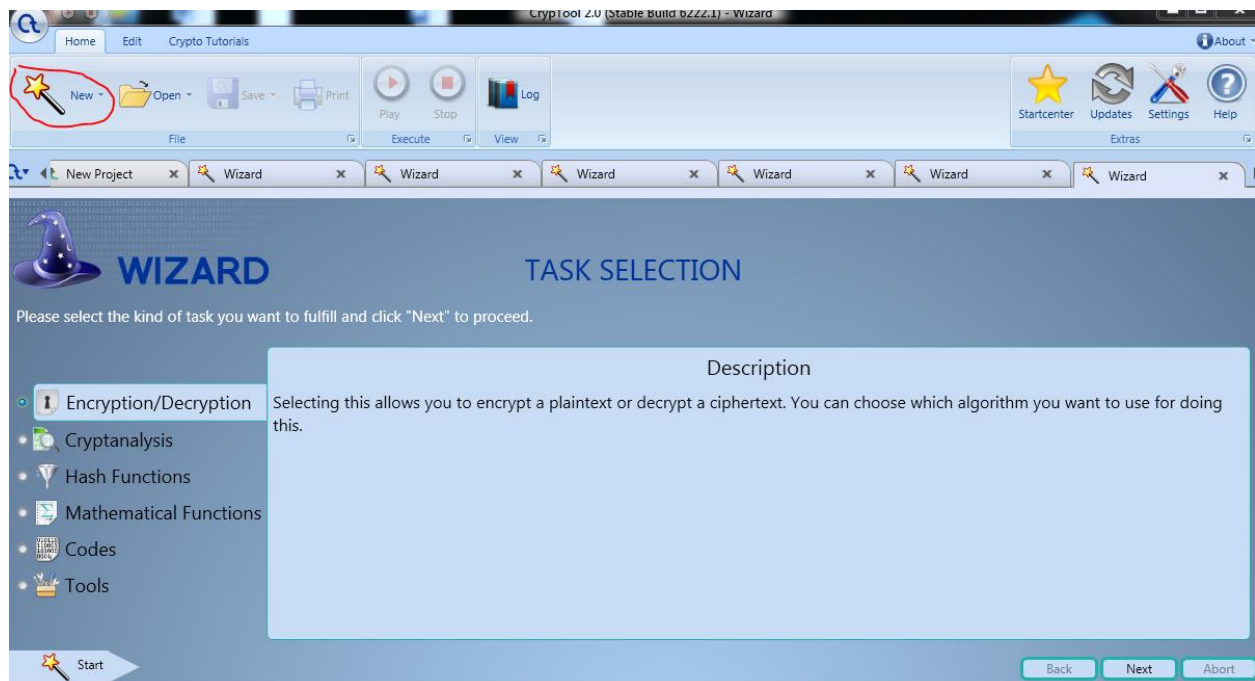 CrypTool 2.0 (Stable Build 6222.1) - Wizard
Home Edit Crypto Tutorials About
New Open Save Print Play Stop Log Startcenter Updates Settings Help
File Execute View Extras
New Project Wizard Wizard Wizard Wizard Wizard Wizard
WIZARD
TASK SELECTION
Please select the kind of task you want to fulfill and click "Next" to proceed.
Description
Encryption/Decryption
Selecting this allows you to encrypt a plaintext or decrypt a ciphertext. You can choose which algorithm you want to use for doing
this.
Cryptanalysis
Hash Functions
Mathematical Functions
Codes
Tools
Start
Back Next Abort